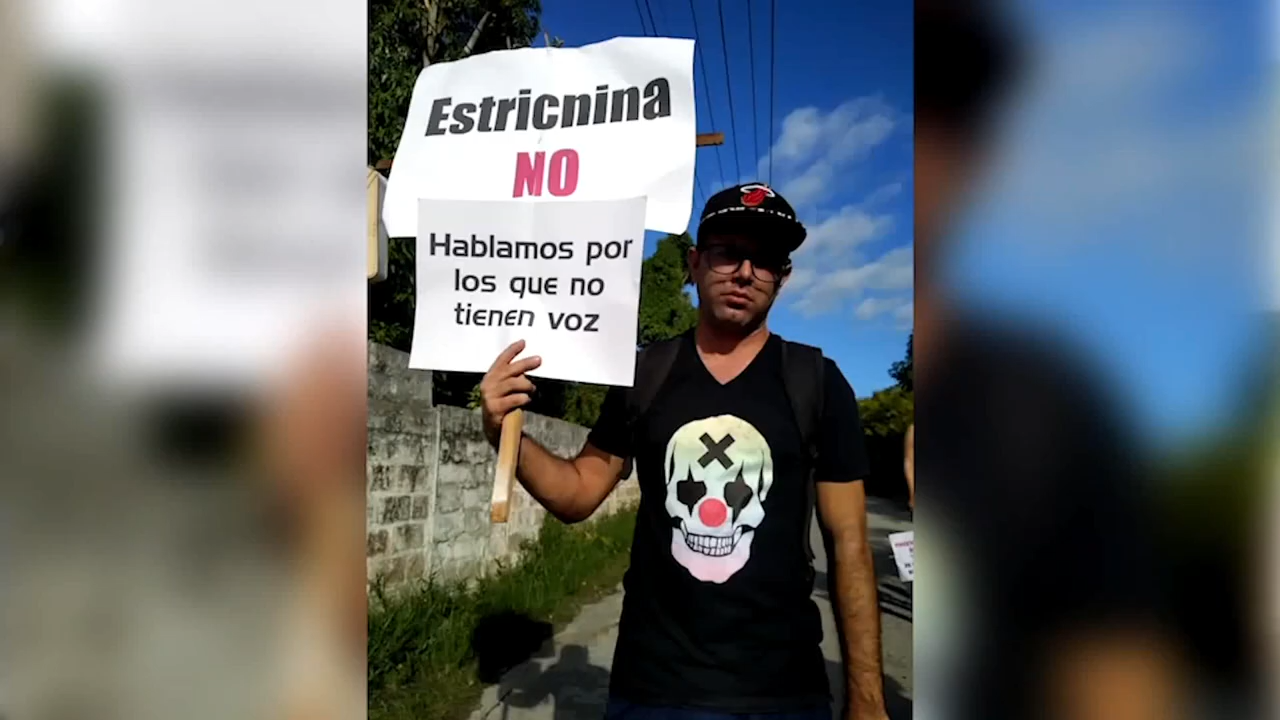 Estricnina
NO
Hablamos por
los que no
tienen voz